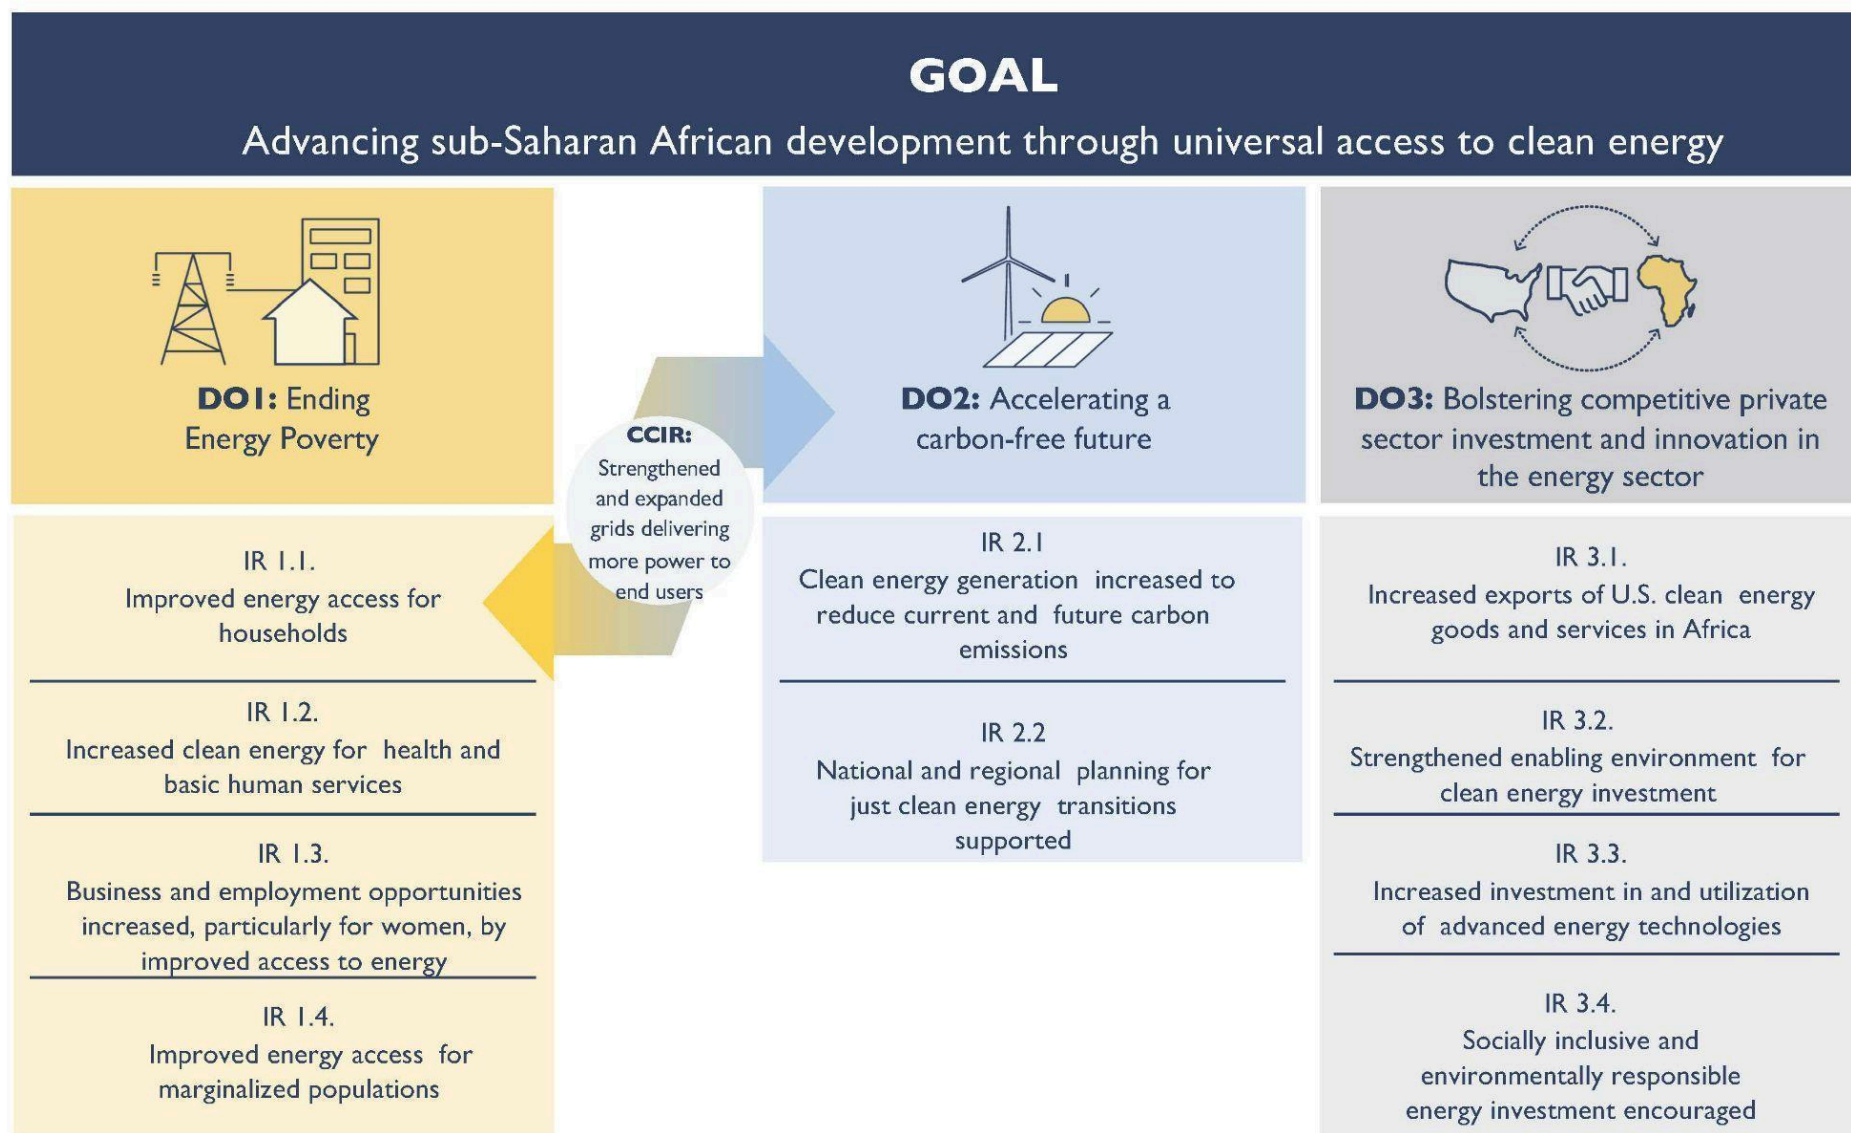 GOAL
Advancing sub-Saharan African development through universal access to clean energy
DO1: Ending
Energy Poverty
IR 1.1.
Improved energy access for
households
IR 1.2.
Increased clean energy for health and
basic human services
IR 1.3.
Business and employment opportunities
increased, particularly for women, by
improved access to energy
IR 1.4.
Improved energy access for
marginalized populations
CCIR:
Strengthened
and expanded
grids delivering
more power to
end users
DO2: Accelerating a
carbon-free future
IR 2.1
Clean energy generation increased to
reduce current and future carbon
emissions
IR 2.2
National and regional planning for
just clean energy transitions
supported
DO3: Bolstering competitive private
sector investment and innovation in
the energy sector
IR 3.1.
Increased exports of U.S. clean energy
goods and services in Africa
IR 3.2.
Strengthened enabling environment for
clean energy investment
IR 3.3.
Increased investment in and utilization
of advanced energy technologies
IR 3.4.
Socially inclusive and
environmentally responsible
energy investment encouraged